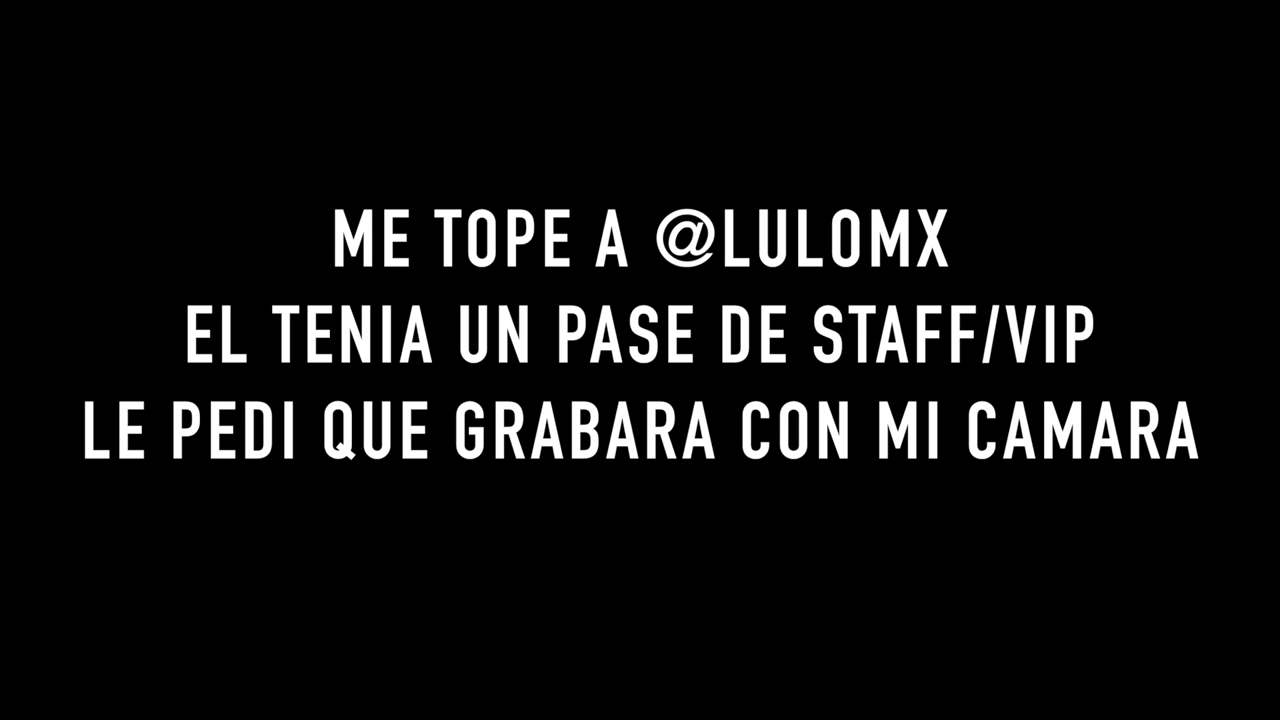 ME TOPE A @LULOMX
EL TENIA UN PASE DE STAFF/VIP
LE PEDI QUE GRABARA CON MI CAMARA